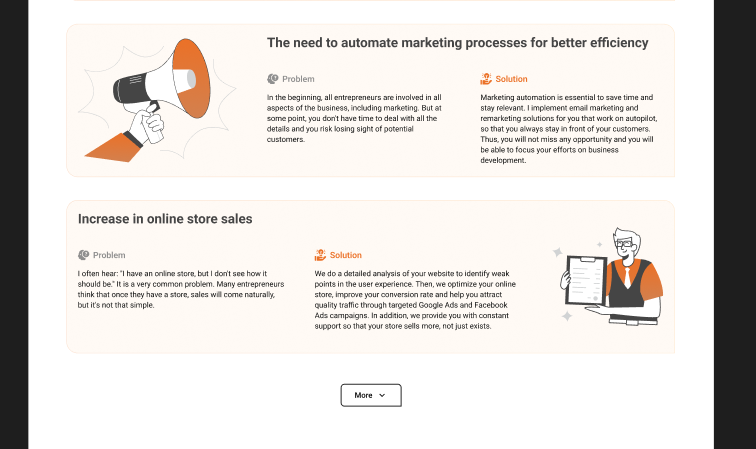 The need to automate marketing processes for better efficiency
Problem
In the beginning, all entrepreneurs are involved in all
aspects of the business, including marketing. But at
some point, you don't have time to deal with all the
details and you risk losing sight of potential
customers.
Solution
Marketing automation is essential to save time and
stay relevant. I implement email marketing and
remarketing solutions for you that work on autopilot,
so that you always stay in front of your customers.
Thus, you will not miss any opportunity and you will
be able to focus your efforts on business
development.
Increase in online store sales
Problem
I often hear: "I have an online store, but I don't see how it
should be." It is a very common problem. Many entrepreneurs
think that once they have a store, sales will come naturally,
but it's not that simple.
Solution
We do a detailed analysis of your website to identify weak
points in the user experience. Then, we optimize your online
store, improve your conversion rate and help you attract
quality traffic through targeted Google Ads and Facebook
Ads campaigns. In addition, we provide you with constant
support so that your store sells more, not just exists.
More